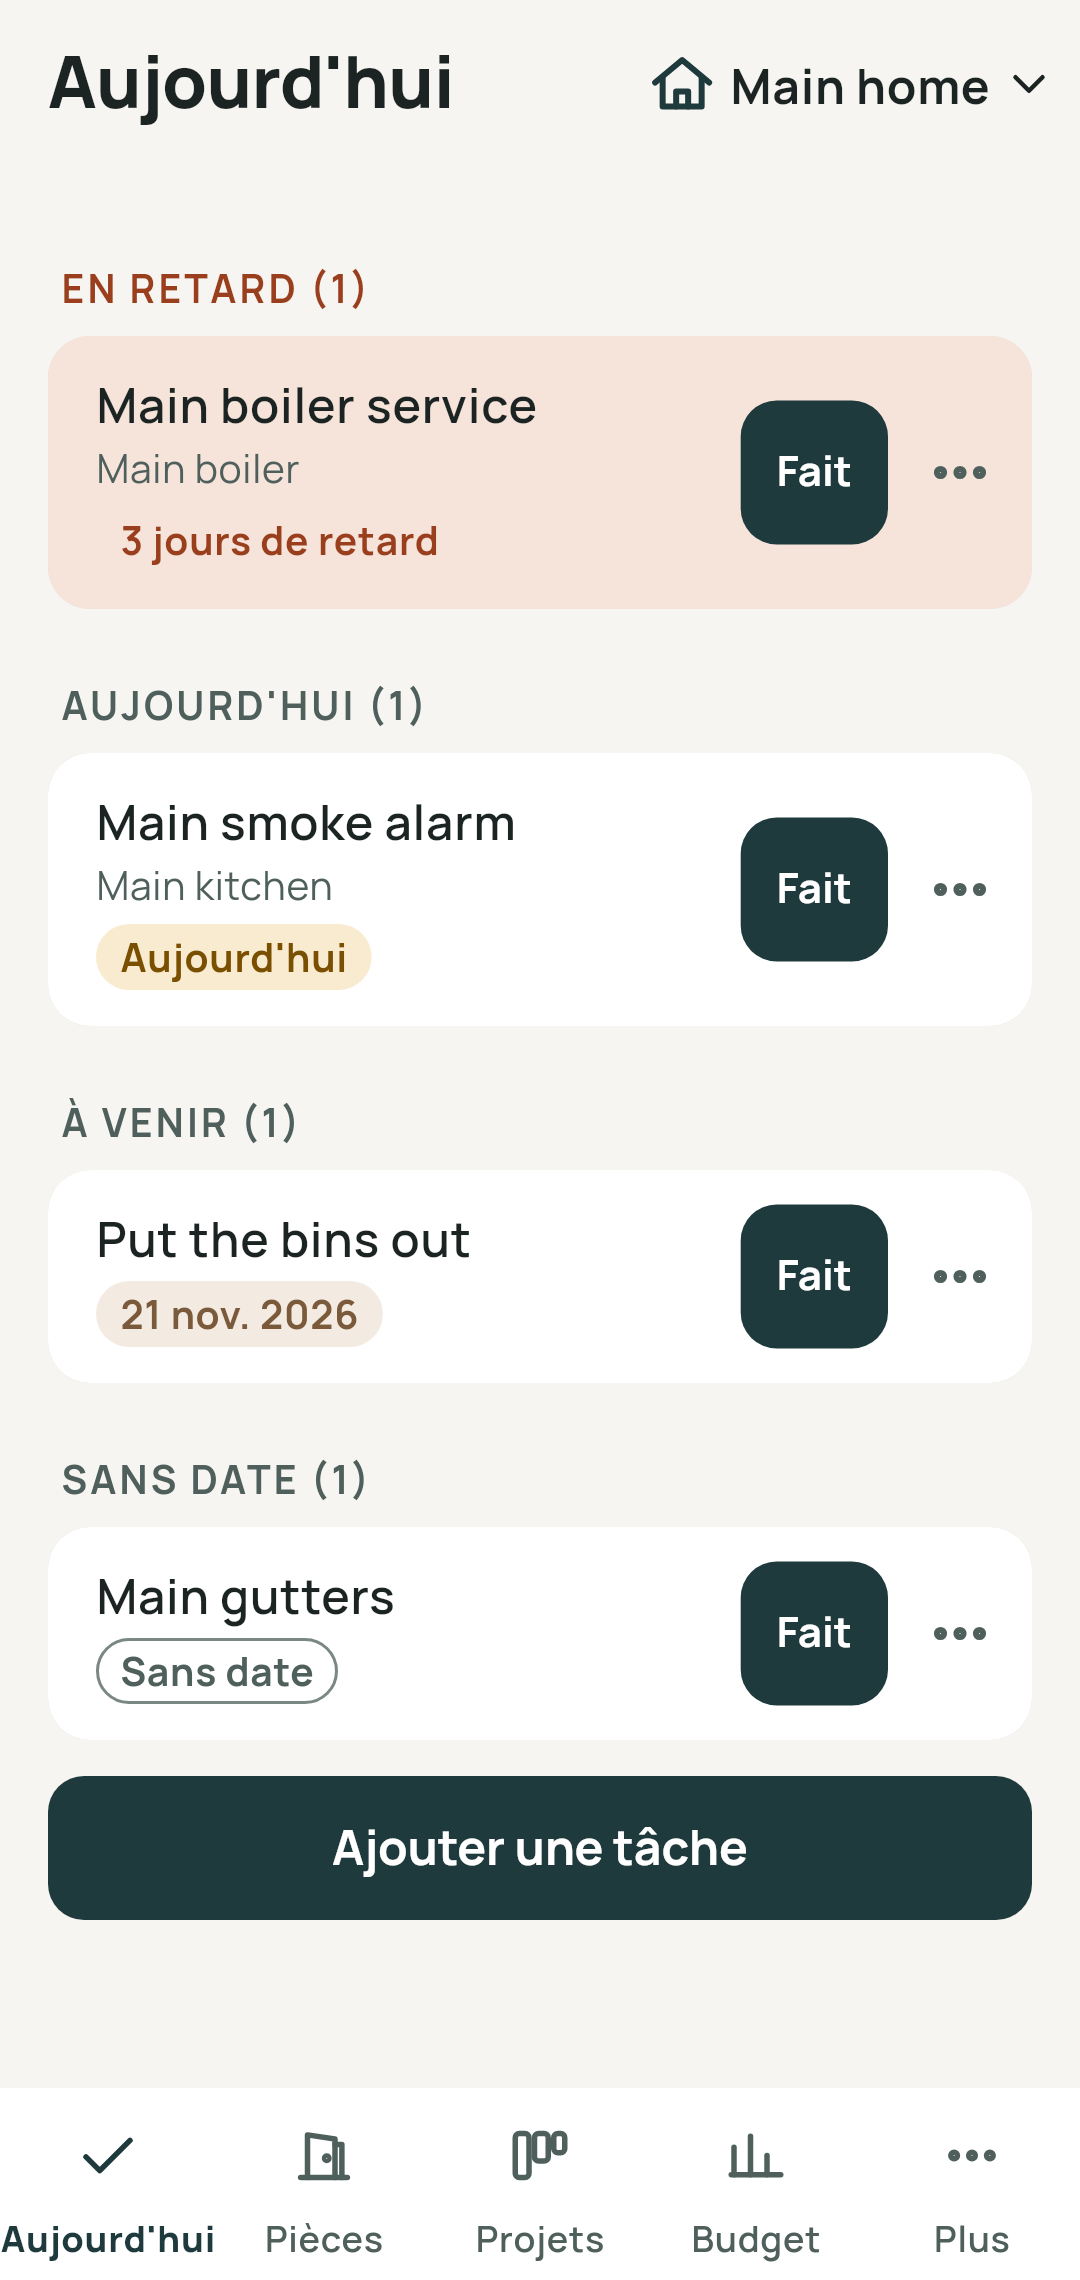 Aujourd'hui
Main home
EN RETARD (1)
Main boiler service
Main boiler
3 jours de retard
Fait
AUJOURD'HUI (1)
Main smoke alarm
Main kitchen
Aujourd'hui
Fait
À VENIR (1)
Put the bins out
21 nov. 2026
Fait
SANS DATE (1)
Main gutters
Sans date
Fait
Ajouter une tâche
Aujourd'hui
Pièces
Projets
Budget
Plus